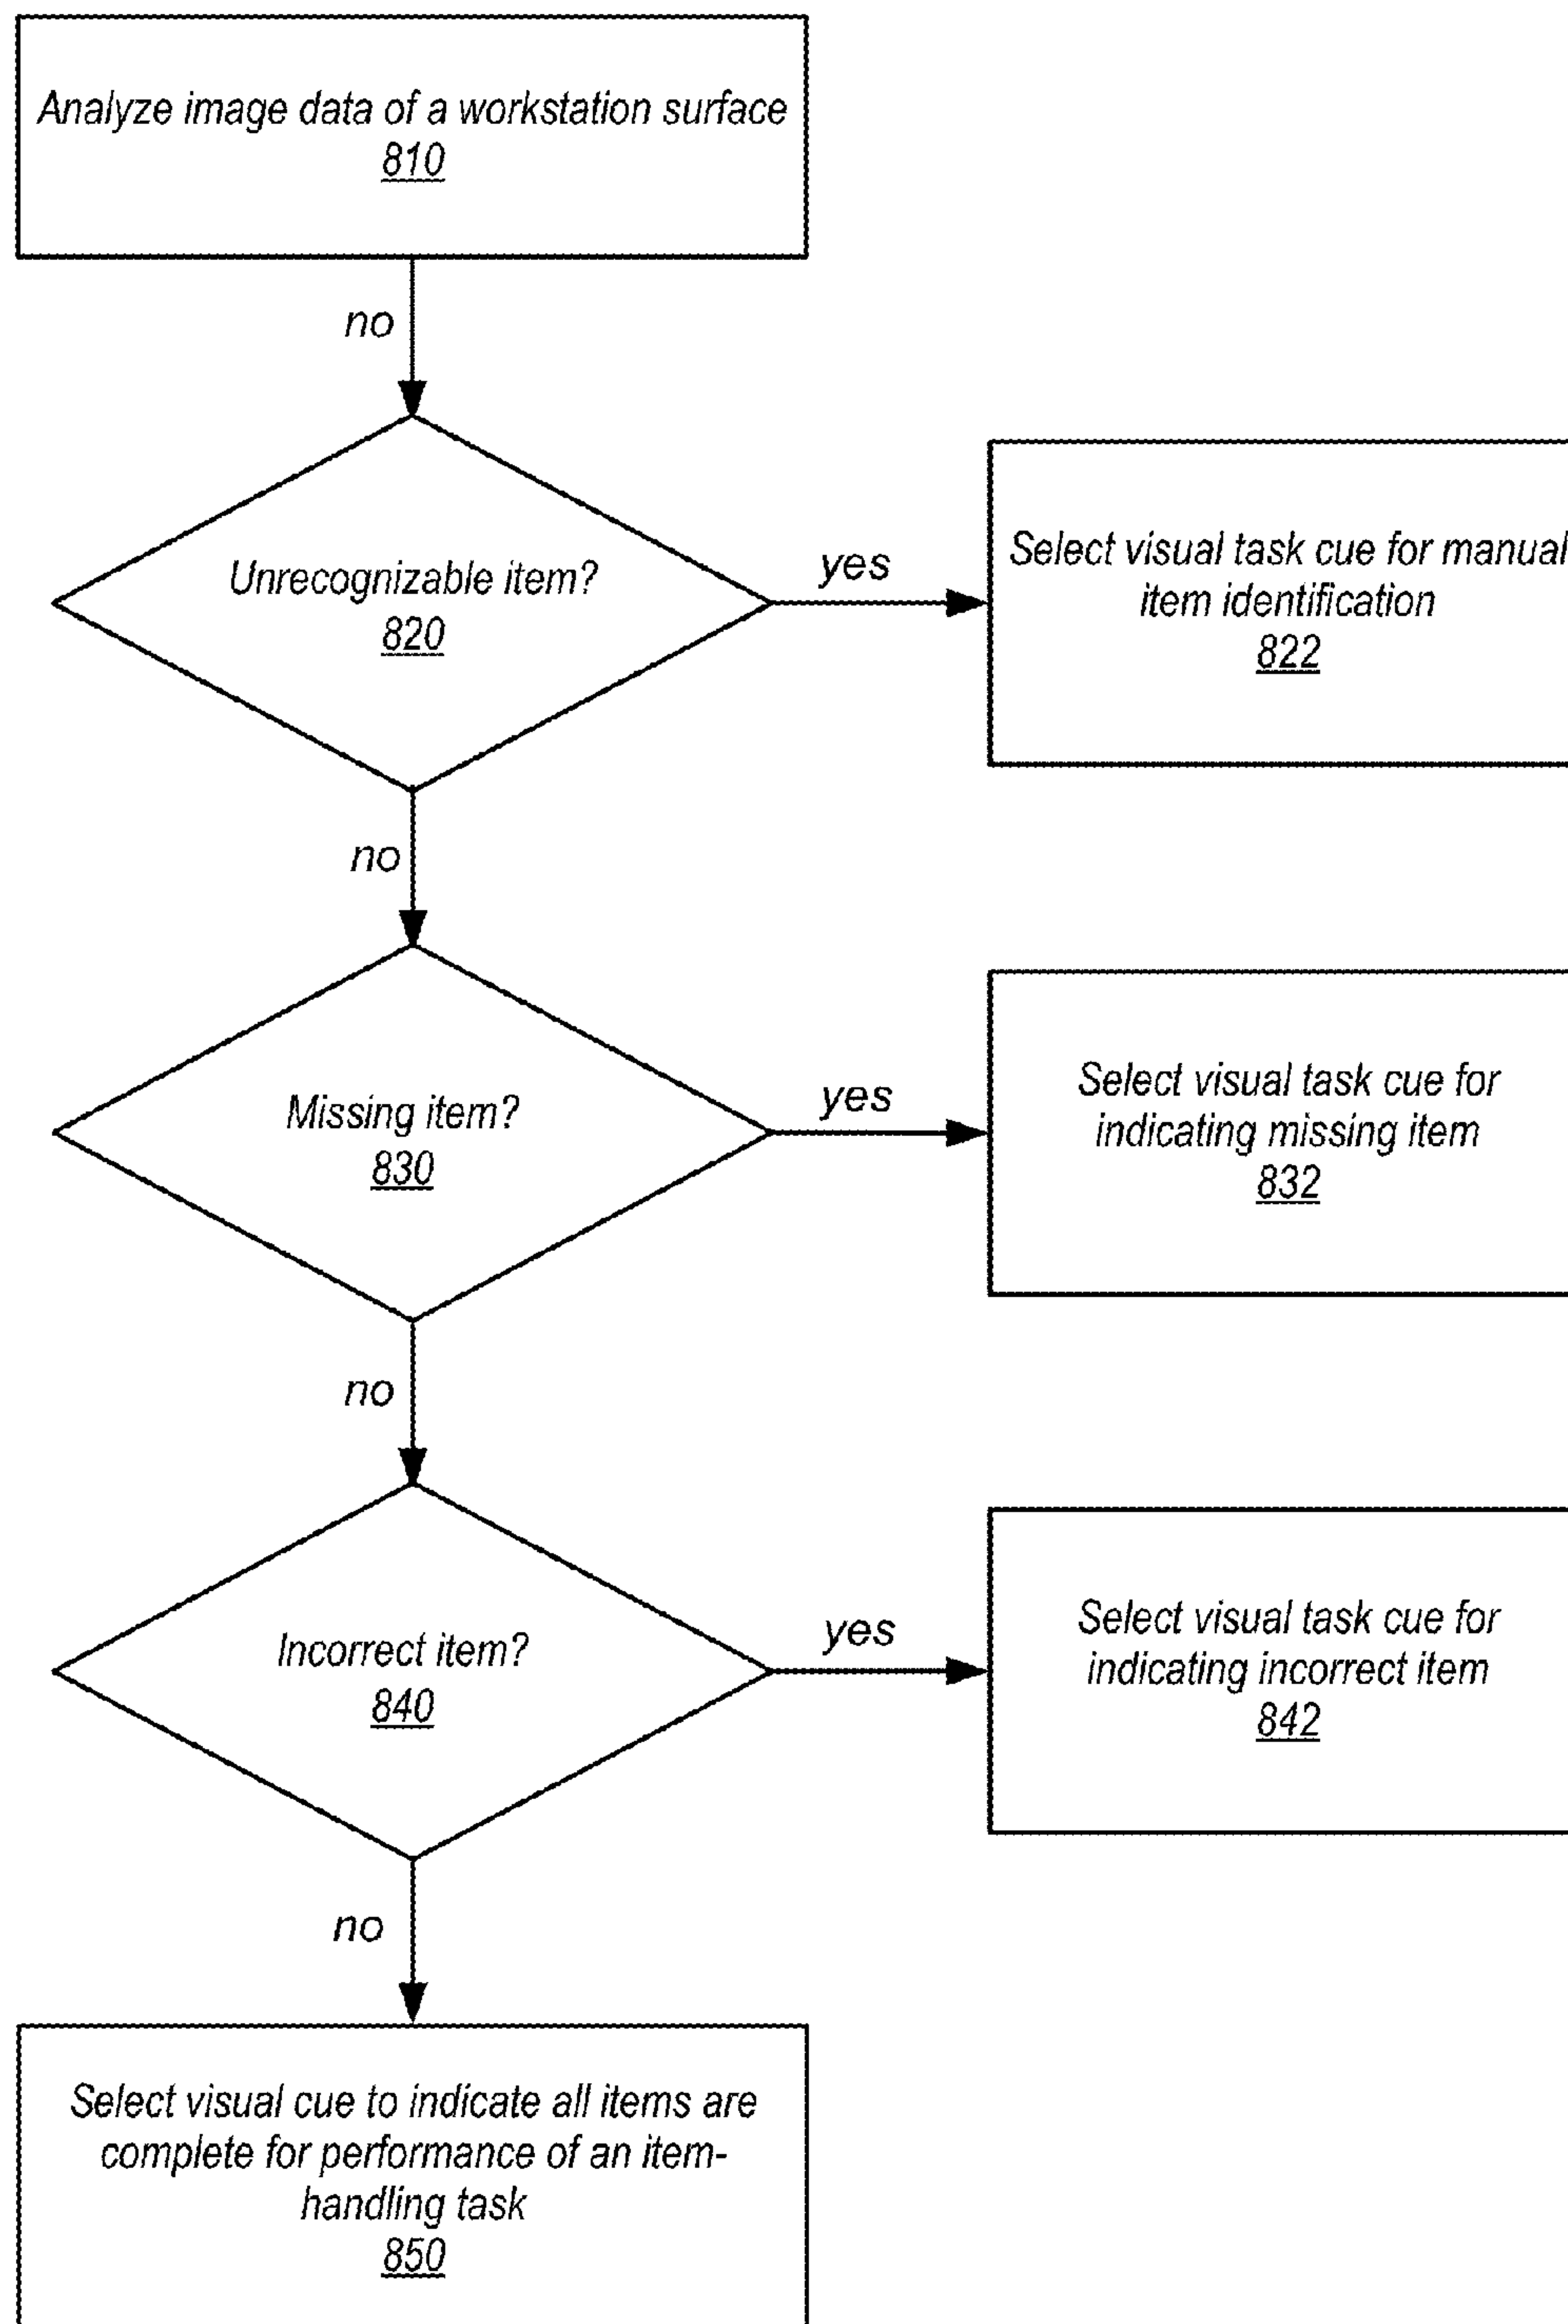 Analyze image data of a workstation surface
810
no
Unrecognizable item?
820
yes
Select visual task cue for manual
item identification
822
no
Missing item?
830
yes
Select visual task cue for
indicating missing item
832
no
Incorrect item?
840
yes
Select visual task cue for
indicating incorrect item
842
no
Select visual cue to indicate all items are
complete for performance of an item-
handling task
850